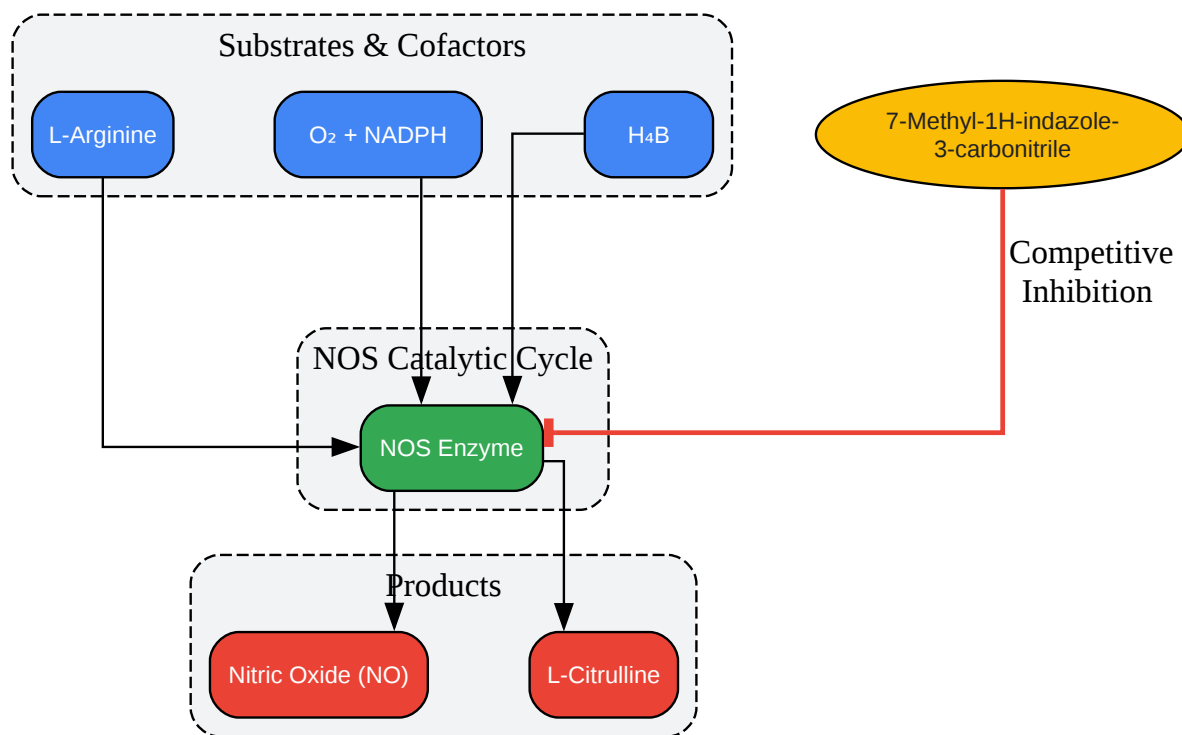 Substrates & Cofactors
L-Arginine
O₂ + NADPH
H₄B
7-Methyl-1H-indazole-
3-carbonitrile
Competitive
Inhibition
NOS Catalytic Cycle
NOS Enzyme
Products
Nitric Oxide (NO)
L-Citrulline